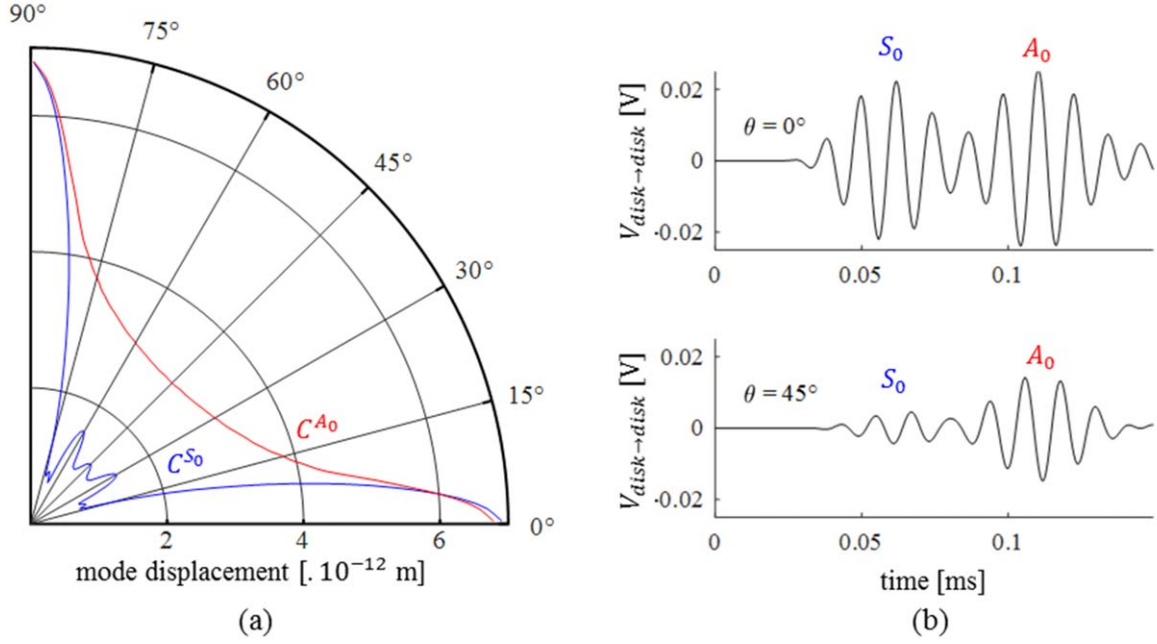 90°
75°
60°
45°
30°
15°
0°
C^{A_0}
C^{S_0}
2 4 6
mode displacement [. 10^{-12} m]
(a)
S_0 A_0
V_{disk→disk} [V]
0.02
0
-0.02
θ = 0°
0 0.05 0.1
S_0 A_0
V_{disk→disk} [V]
0.02
0
-0.02
θ = 45°
0 0.05 0.1
time [ms]
(b)